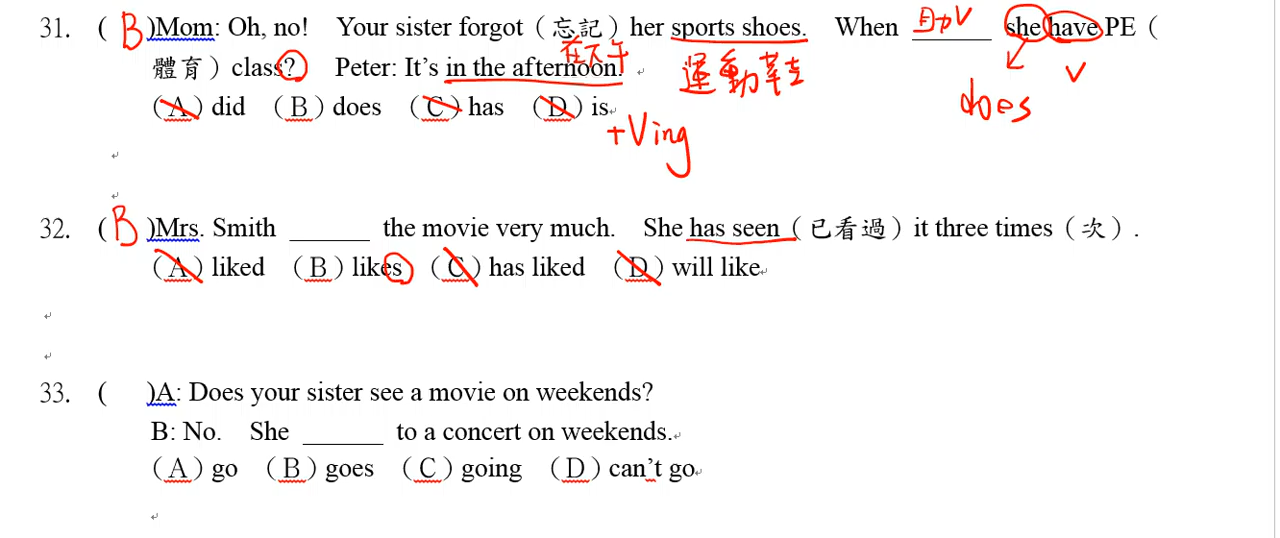 31. ( B )Mom: Oh, no! Your sister forgot（忘記）her sports shoes. When 助V she have PE（
在下午
體育）class? Peter: It's in the afternoon. 運動鞋 V
does
（A）did （B）does （C）has （D）is
+Ving
32. ( B )Mrs. Smith ______ the movie very much. She has seen（已看過）it three times（次）.
（A）liked （B）likes （C）has liked （D）will like
33. ( )A: Does your sister see a movie on weekends?
B: No. She ______ to a concert on weekends.
（A）go （B）goes （C）going （D）can't go